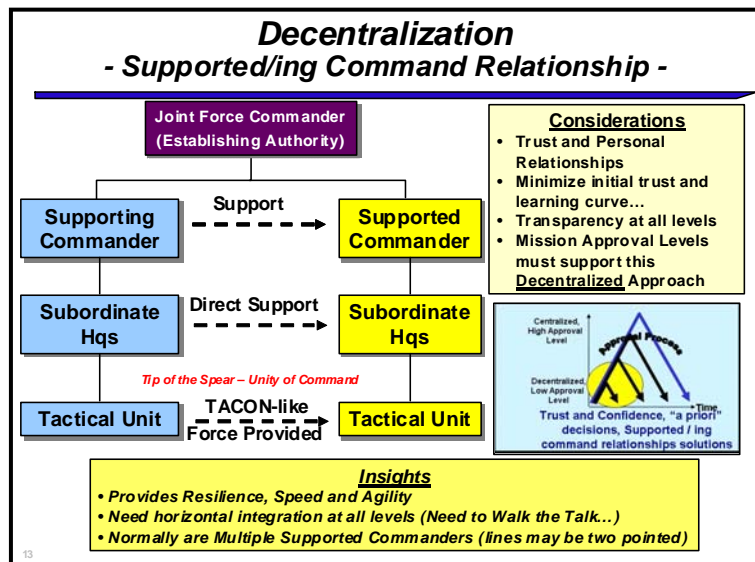 Decentralization
- Supported/ing Command Relationship -
Joint Force Commander
(Establishing Authority)
Supporting
Commander
Support
Supported
Commander
Subordinate
Hqs
Direct Support
Subordinate
Hqs
Tip of the Spear – Unity of Command
Tactical Unit
TACON-like
Force Provided
Tactical Unit
Considerations
• Trust and Personal
Relationships
• Minimize initial trust and
learning curve…
• Transparency at all levels
• Mission Approval Levels
must support this
Decentralized Approach
Centralized,
High Approval
Level
Approval Process
Decentralized,
Low Approval
Level
Time
Trust and Confidence, “a priori”
decisions, Supported / ing
command relationships solutions
Insights
• Provides Resilience, Speed and Agility
• Need horizontal integration at all levels (Need to Walk the Talk…)
• Normally are Multiple Supported Commanders (lines may be two pointed)
13